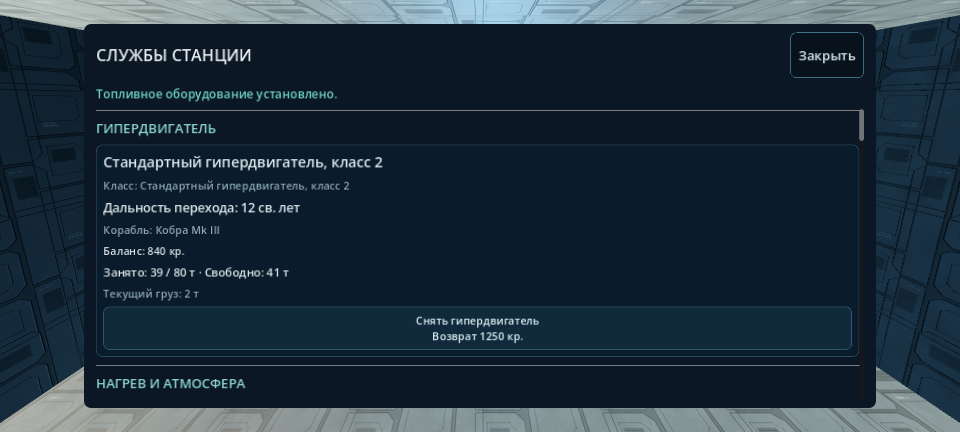 СЛУЖБЫ СТАНЦИИ
Закрыть
Топливное оборудование установлено.
ГИПЕРДВИГАТЕЛЬ
Стандартный гипердвигатель, класс 2
Класс: Стандартный гипердвигатель, класс 2
Дальность перехода: 12 св. лет
Корабль: Кобра Mk III
Баланс: 840 кр.
Занято: 39 / 80 т · Свободно: 41 т
Текущий груз: 2 т
Снять гипердвигатель
Возврат 1250 кр.
НАГРЕВ И АТМОСФЕРА